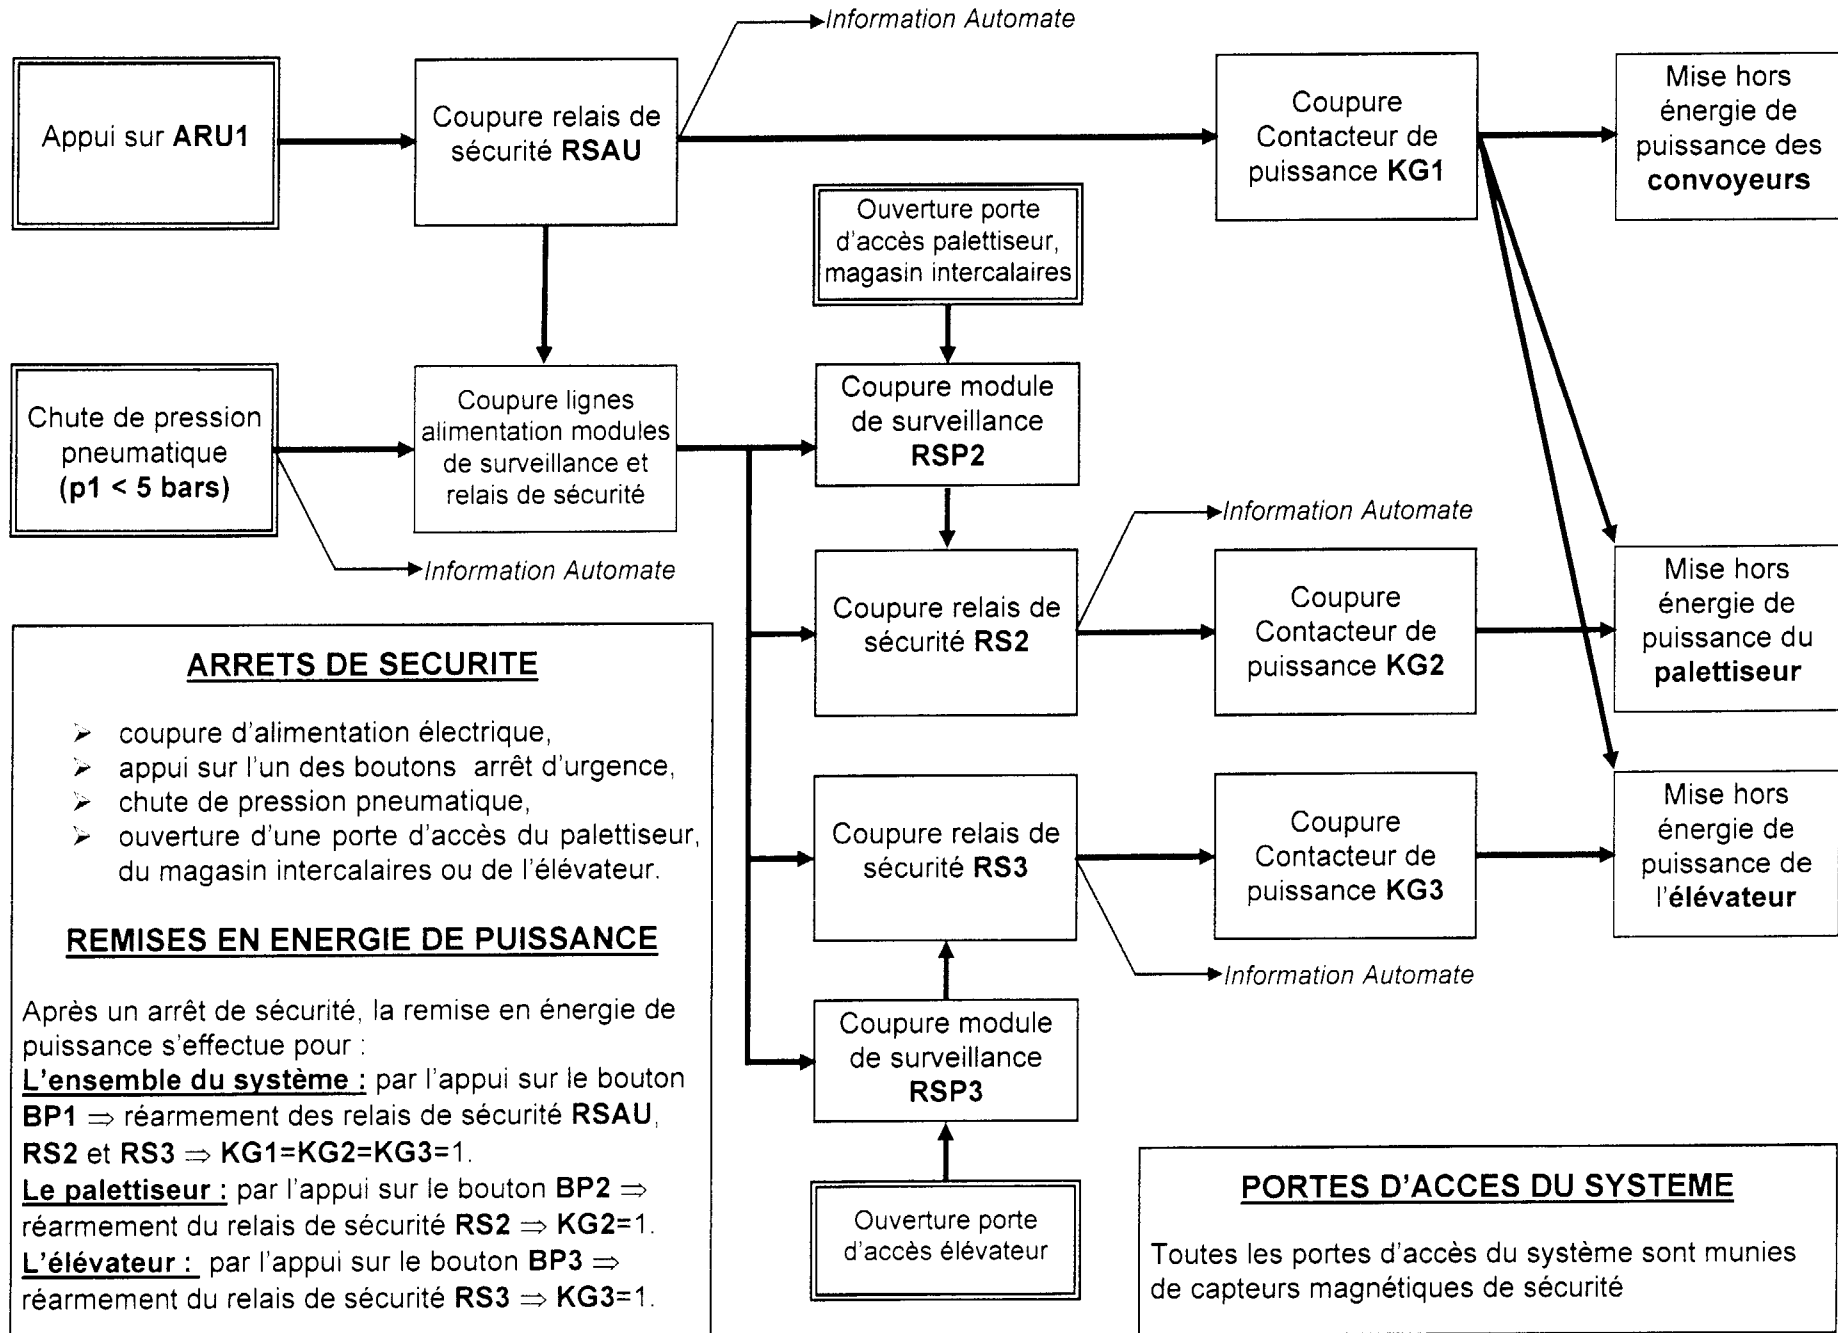 Information Automate
Appui sur ARU1
Coupure relais de
sécurité RSAU
Coupure
Contacteur de
puissance KG1
Mise hors
énergie de
puissance des
convoyeurs
Ouverture porte
d'accès palettiseur,
magasin intercalaires
Chute de pression
pneumatique
(p1 < 5 bars)
Coupure lignes
alimentation modules
de surveillance et
relais de sécurité
Coupure module
de surveillance
RSP2
Information Automate
Information Automate
Coupure relais de
sécurité RS2
Coupure
Contacteur de
puissance KG2
Mise hors
énergie de
puissance du
palettiseur
Coupure relais de
sécurité RS3
Coupure
Contacteur de
puissance KG3
Mise hors
énergie de
puissance de
l'élévateur
Information Automate
Coupure module
de surveillance
RSP3
Ouverture porte
d'accès élévateur
ARRETS DE SECURITE
➢ coupure d'alimentation électrique,
➢ appui sur l'un des boutons arrêt d'urgence,
➢ chute de pression pneumatique,
➢ ouverture d'une porte d'accès du palettiseur,
du magasin intercalaires ou de l'élévateur.
REMISES EN ENERGIE DE PUISSANCE
Après un arrêt de sécurité, la remise en énergie de
puissance s'effectue pour :
L'ensemble du système : par l'appui sur le bouton
BP1 ⇒ réarmement des relais de sécurité RSAU,
RS2 et RS3 ⇒ KG1=KG2=KG3=1.
Le palettiseur : par l'appui sur le bouton BP2 ⇒
réarmement du relais de sécurité RS2 ⇒ KG2=1.
L'élévateur : par l'appui sur le bouton BP3 ⇒
réarmement du relais de sécurité RS3 ⇒ KG3=1.
PORTES D'ACCES DU SYSTEME
Toutes les portes d'accès du système sont munies
de capteurs magnétiques de sécurité